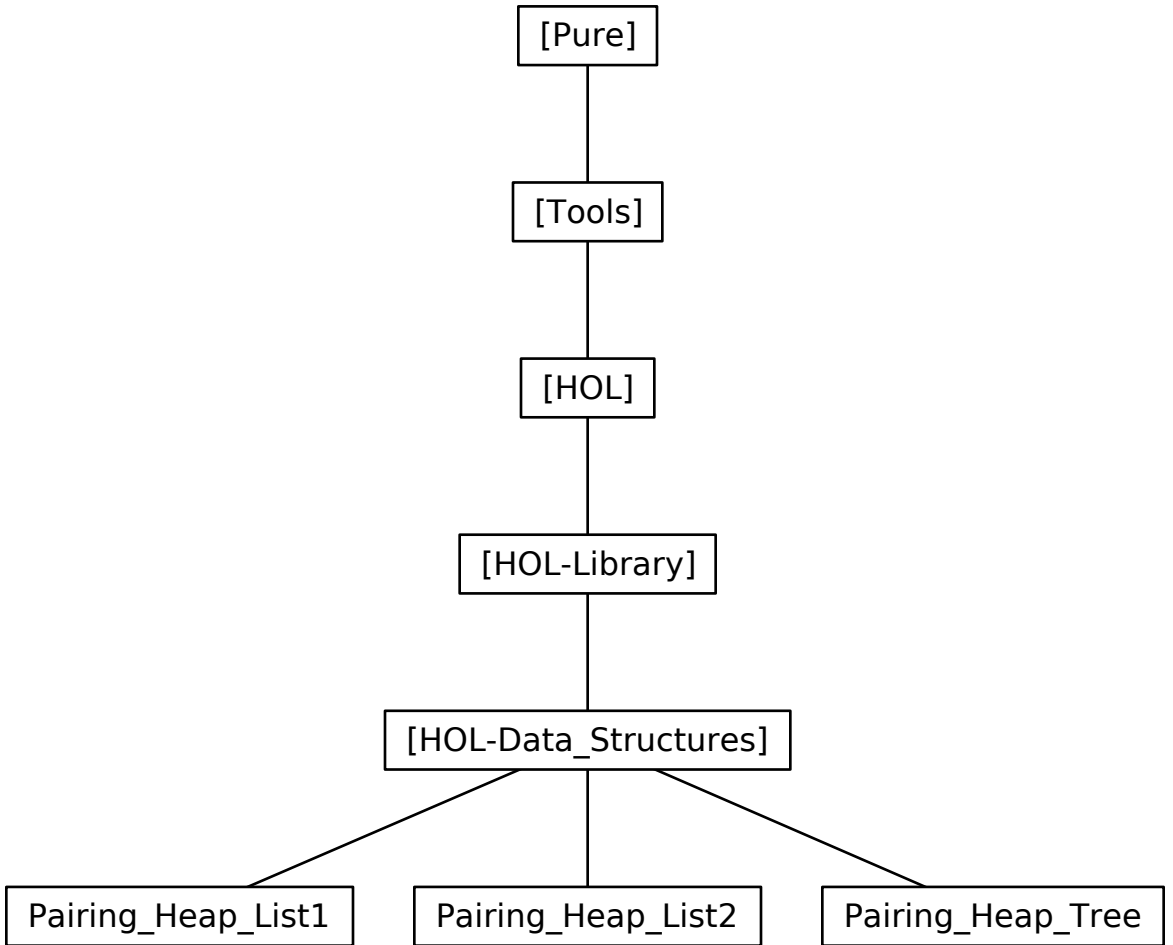 [Pure]
[Tools]
[HOL]
[HOL-Library]
[HOL-Data_Structures]
Pairing_Heap_List1
Pairing_Heap_List2
Pairing_Heap_Tree